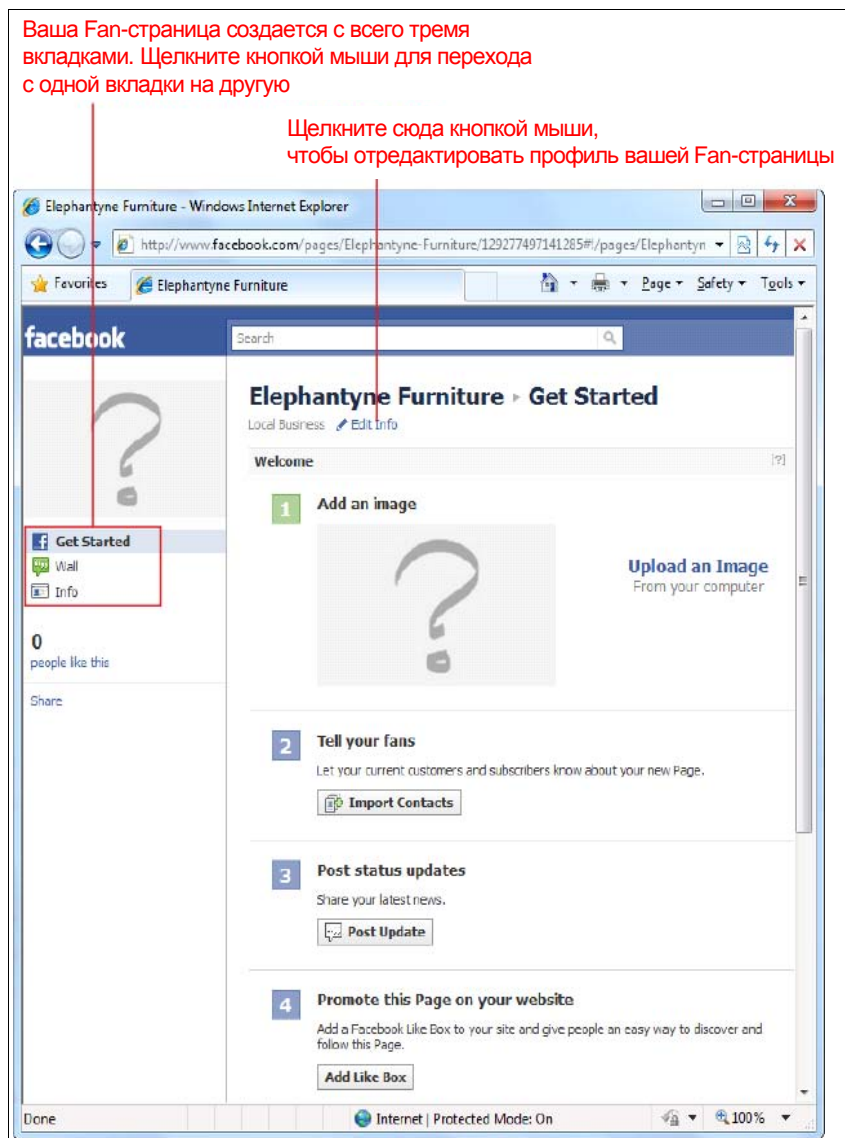 Ваша Fan-страница создается с всего тремя
вкладками. Щелкните кнопкой мыши для перехода
с одной вкладки на другую
Щелкните сюда кнопкой мыши,
чтобы отредактировать профиль вашей Fan-страницы
Elephantyne Furniture - Windows Internet Explorer
http://www.facebook.com/pages/Elephantyne-Furniture/129277497141285#!/pages/Elephantyn
Favorites
Elephantyne Furniture
Page
Safety
Tools
facebook
Search
Elephantyne Furniture ▸ Get Started
Local Business Edit Info
Welcome
[?]
1
Add an image
Upload an Image
From your computer
Get Started
Wall
Info
0
people like this
Share
2
Tell your fans
Let your current customers and subscribers know about your new Page.
Import Contacts
3
Post status updates
Share your latest news.
Post Update
4
Promote this Page on your website
Add a Facebook Like Box to your site and give people an easy way to discover and
follow this Page.
Add Like Box
Done
Internet | Protected Mode: On
100%